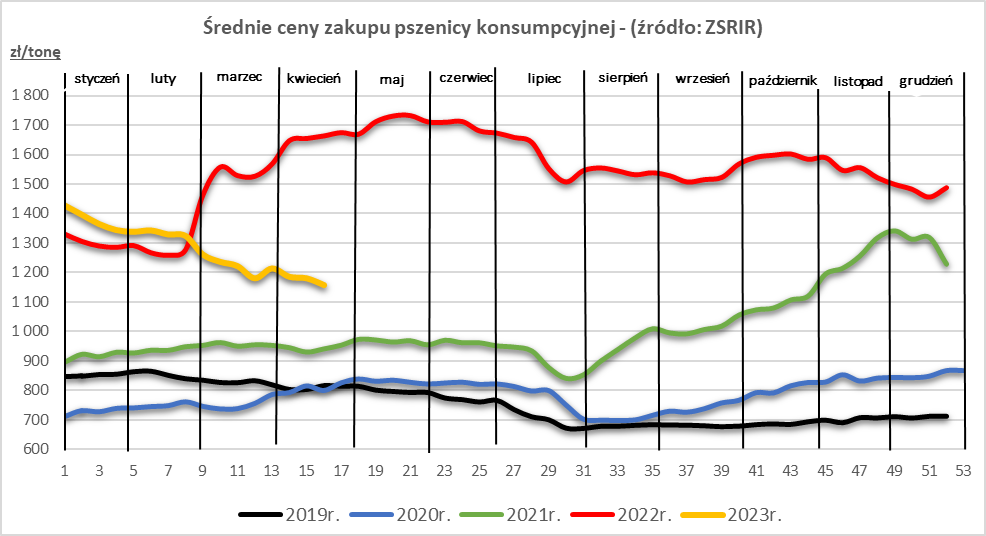 Średnie ceny zakupu pszenicy konsumpcyjnej - (źródło: ZSRIR)
zł/tonę
styczeń luty marzec kwiecień maj czerwiec lipiec sierpień wrzesień październik listopad grudzień
1 800
1 700
1 600
1 500
1 400
1 300
1 200
1 100
1 000
900
800
700
600
1 3 5 7 9 11 13 15 17 19 21 23 25 27 29 31 33 35 37 39 41 43 45 47 49 51 53
2019r. 2020r. 2021r. 2022r. 2023r.